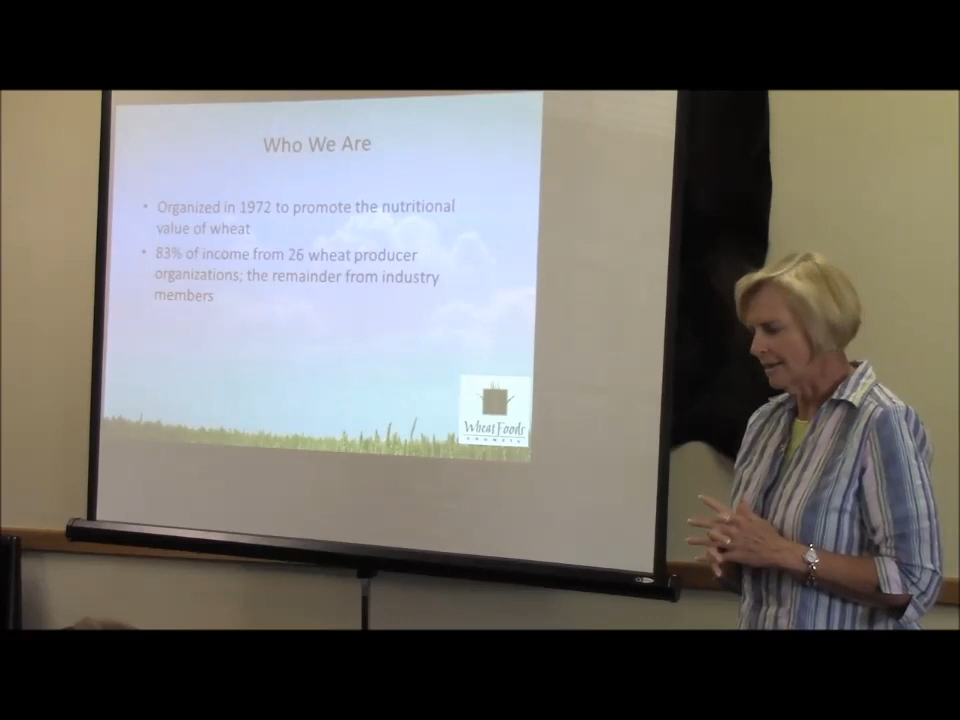 Who We Are
• Organized in 1972 to promote the nutritional
value of wheat
• 83% of income from 26 wheat producer
organizations; the remainder from industry
members
Wheat Foods
COUNCIL